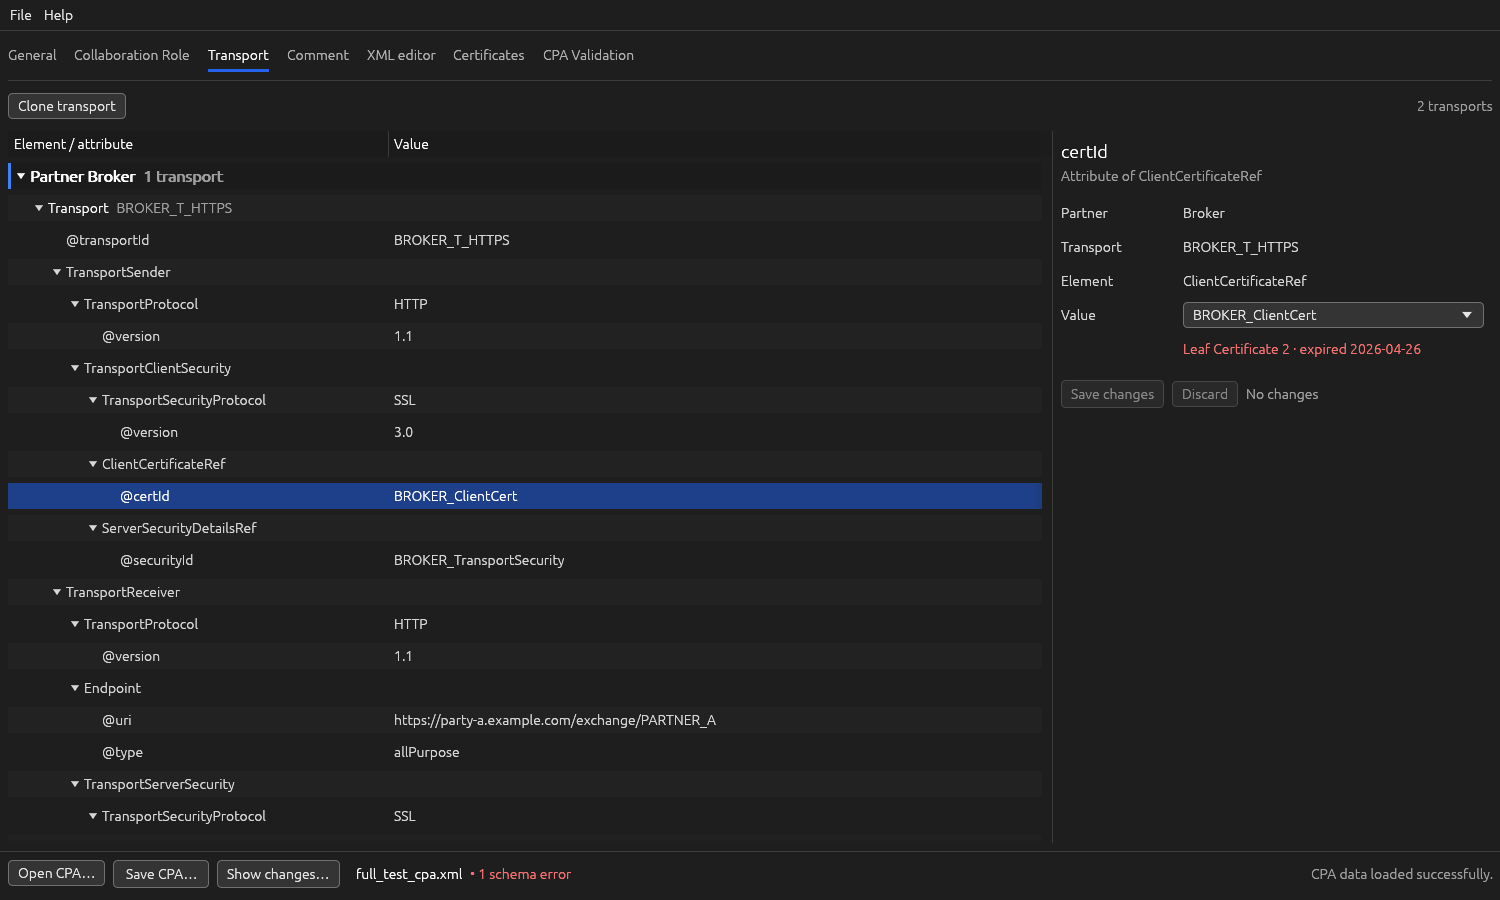 File Help
General Collaboration Role Transport Comment XML editor Certificates CPA Validation
Clone transport 2 transports
Element / attribute Value
Partner Broker 1 transport
Transport BROKER_T_HTTPS
@transportId BROKER_T_HTTPS
TransportSender
TransportProtocol HTTP
@version 1.1
TransportClientSecurity
TransportSecurityProtocol SSL
@version 3.0
ClientCertificateRef
@certId BROKER_ClientCert
ServerSecurityDetailsRef
@securityId BROKER_TransportSecurity
TransportReceiver
TransportProtocol HTTP
@version 1.1
Endpoint
@uri https://party-a.example.com/exchange/PARTNER_A
@type allPurpose
TransportServerSecurity
TransportSecurityProtocol SSL
certId
Attribute of ClientCertificateRef
Partner Broker
Transport BROKER_T_HTTPS
Element ClientCertificateRef
Value BROKER_ClientCert
Leaf Certificate 2 · expired 2026-04-26
Save changes Discard No changes
Open CPA... Save CPA... Show changes... full_test_cpa.xml • 1 schema error CPA data loaded successfully.